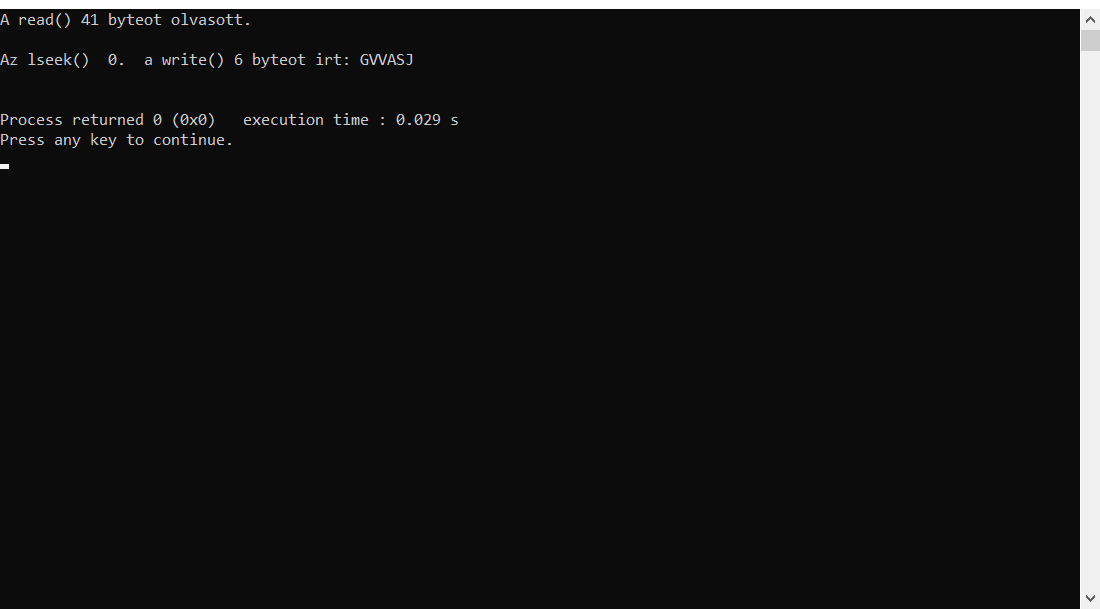 A read() 41 byteot olvasott.
Az lseek()  0.  a write() 6 byteot irt: GVVASJ
Process returned 0 (0x0)   execution time : 0.029 s
Press any key to continue.